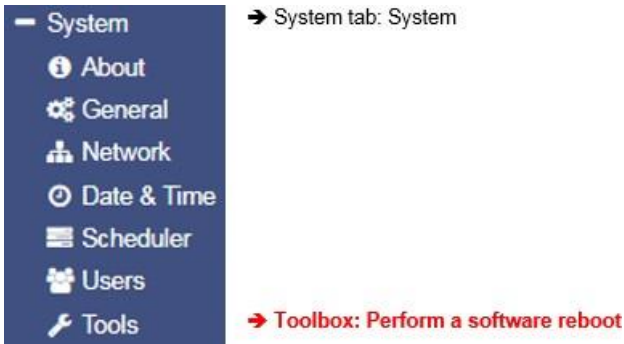 System
➔ System tab: System
About
General
Network
Date & Time
Scheduler
Users
Tools
➔ Toolbox: Perform a software reboot